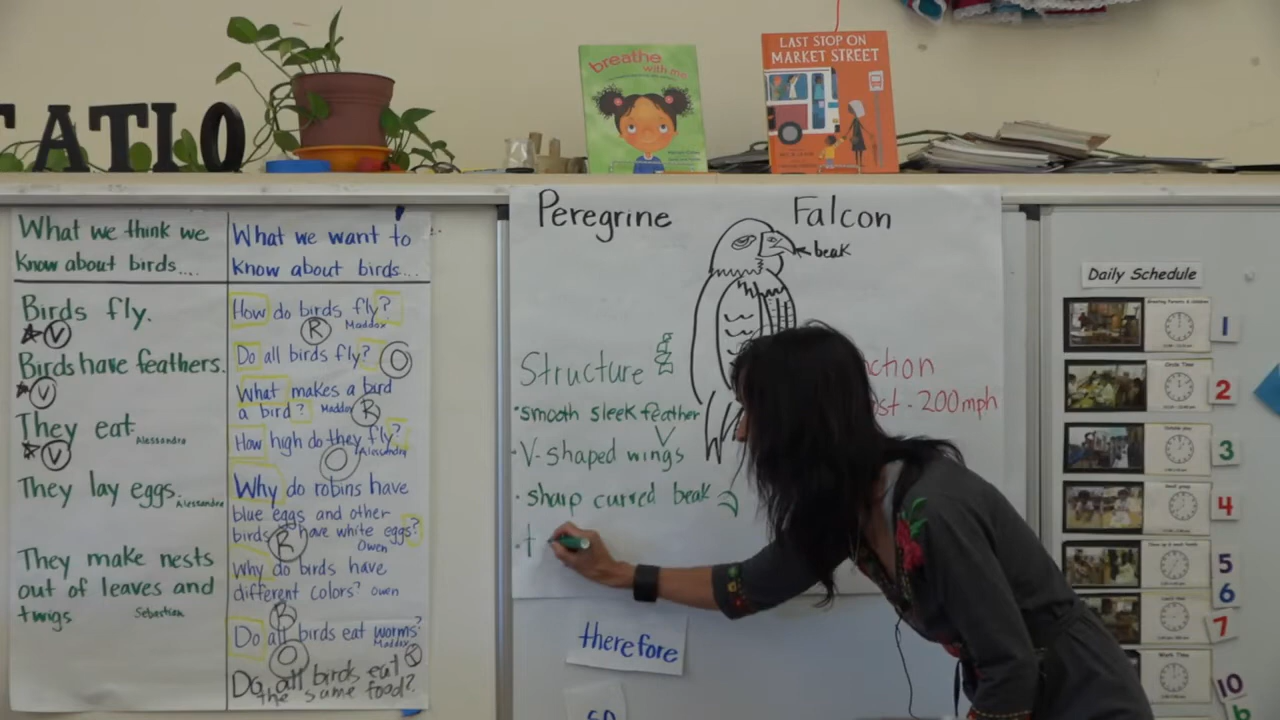 TATIO
breathe
with me
LAST STOP ON
MARKET STREET
What we think we
know about birds....
Birds fly.
V
Birds have feathers.
V
They eat
Alessandra
V
They lay eggs.
Alessandra
They make nests
out of leaves and
twigs
Sebastian
What we want to
know about birds....
How do birds fly?
R
Maddox
Do all birds fly?
O
What makes a bird
a bird?
Maddox
R
How high do they fly?
Alessandra
O
Why do robins have
blue eggs and other
birds have white eggs?
R
Owen
Why do birds have
different colors? Owen
R
Do all birds eat worms?
Maddox
R
O
Do all birds eat
the same food?
Peregrine Falcon
beak
Structure
•smooth sleek feather
•V-shaped wings
•sharp curved beak
•t
nction
st - 200mph
therefore
so
Daily Schedule
1
2
3
4
5
6
7
10